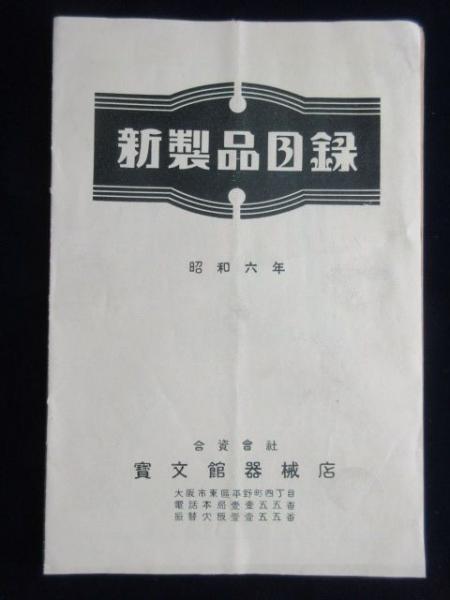 新製品目録
昭和六年
合資會社
寳文館器械店
大阪市東區平野町四丁目
電話本局壹壹五五番
振替大阪壹壹五五番